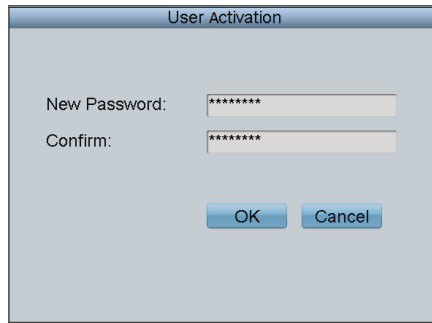 User Activation
New Password: ********
Confirm: ********
OK Cancel